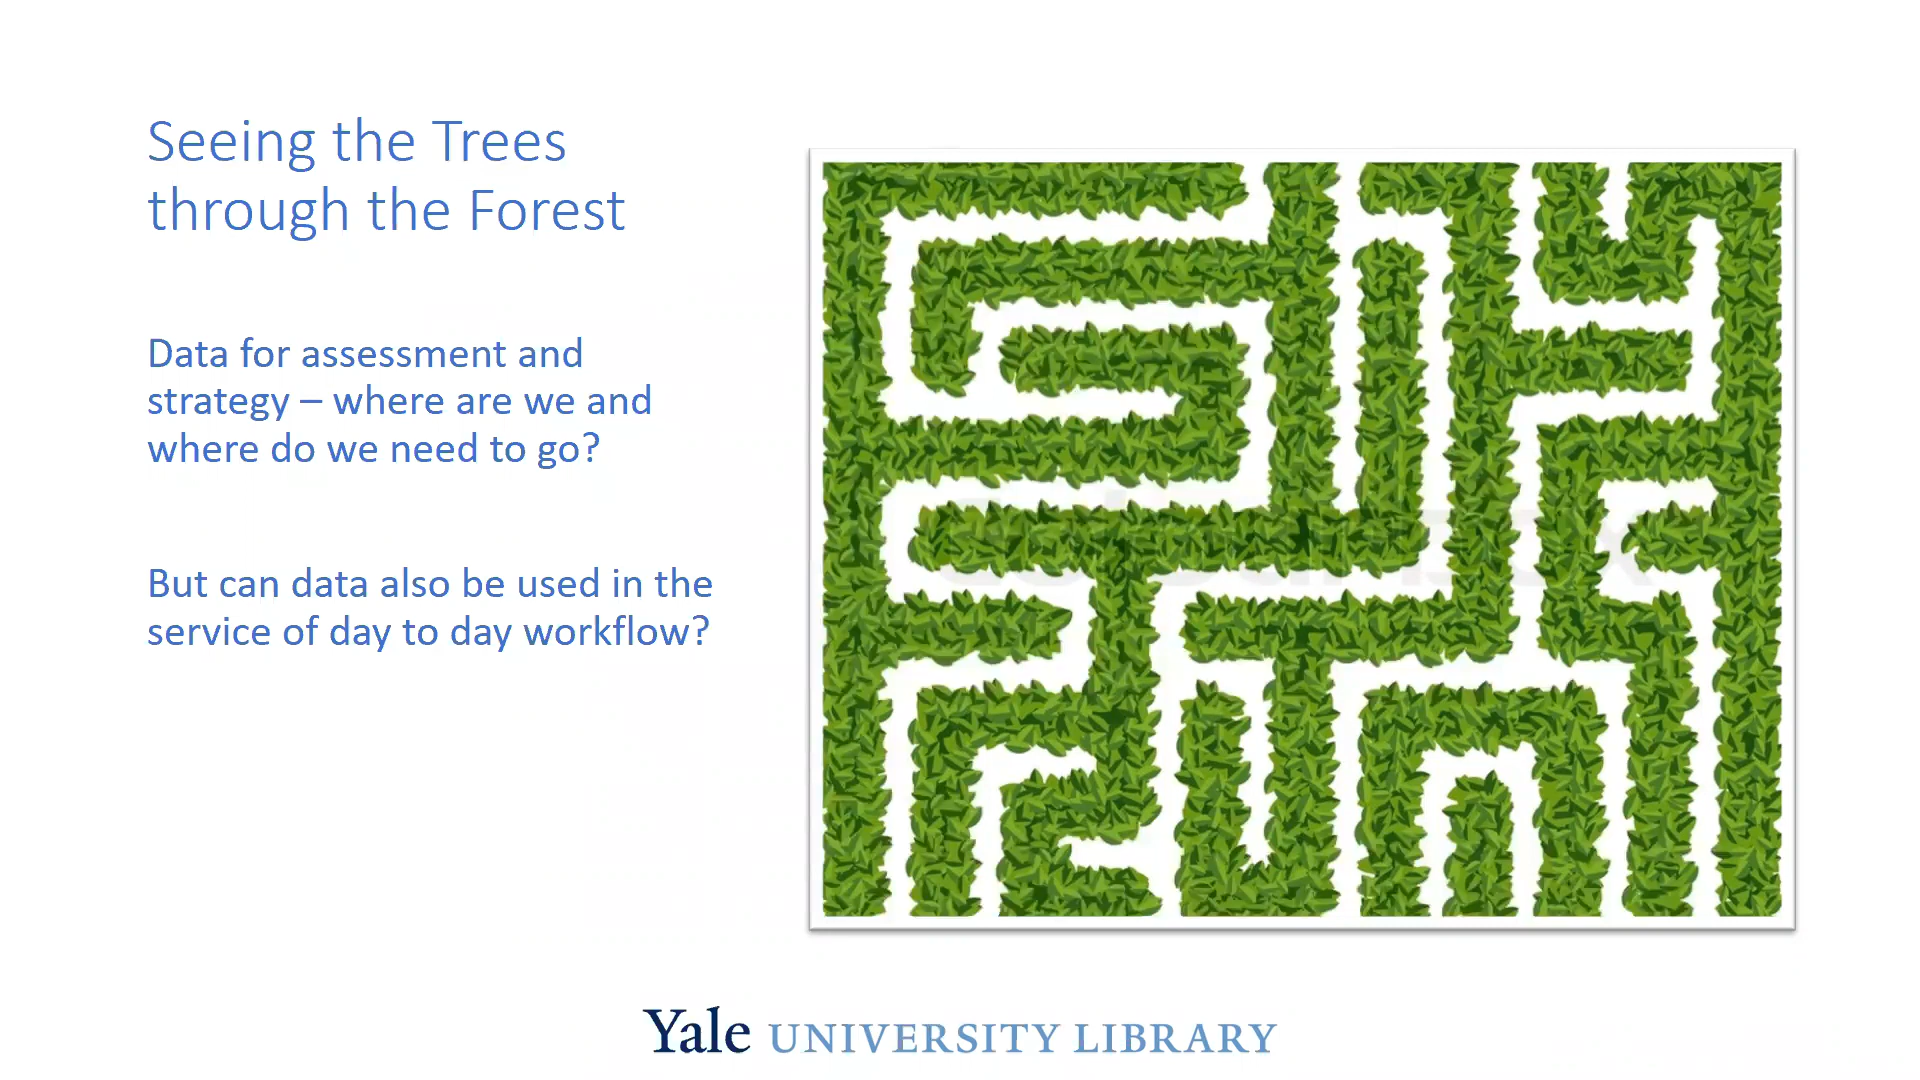 Seeing the Trees
through the Forest
Data for assessment and
strategy – where are we and
where do we need to go?
But can data also be used in the
service of day to day workflow?
Yale UNIVERSITY LIBRARY